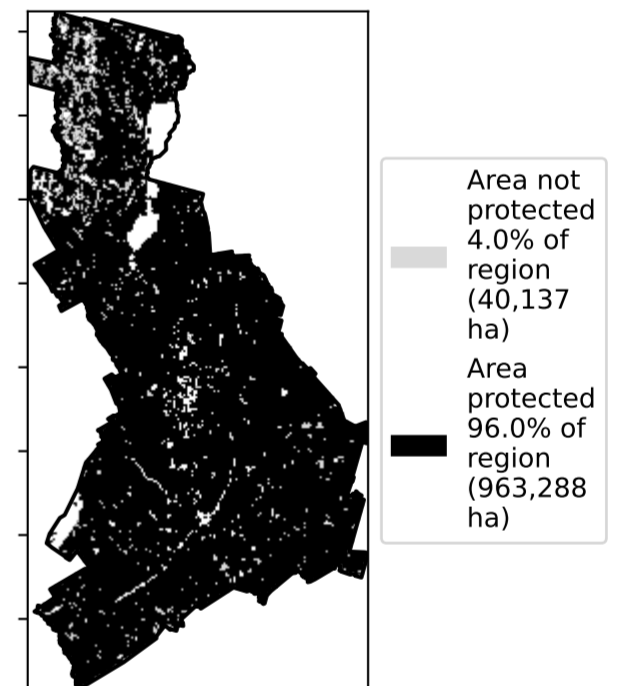 Area not
protected
4.0% of
region
(40,137
ha)
Area
protected
96.0% of
region
(963,288
ha)